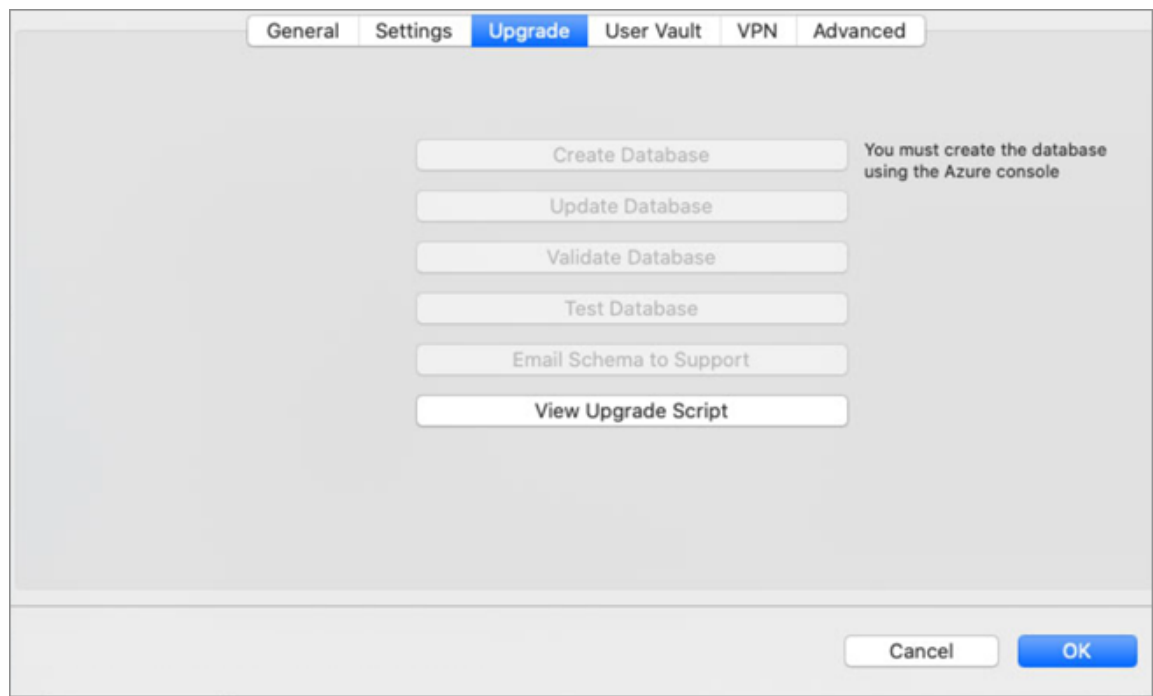 General Settings Upgrade User Vault VPN Advanced
Create Database
You must create the database
using the Azure console
Update Database
Validate Database
Test Database
Email Schema to Support
View Upgrade Script
Cancel OK